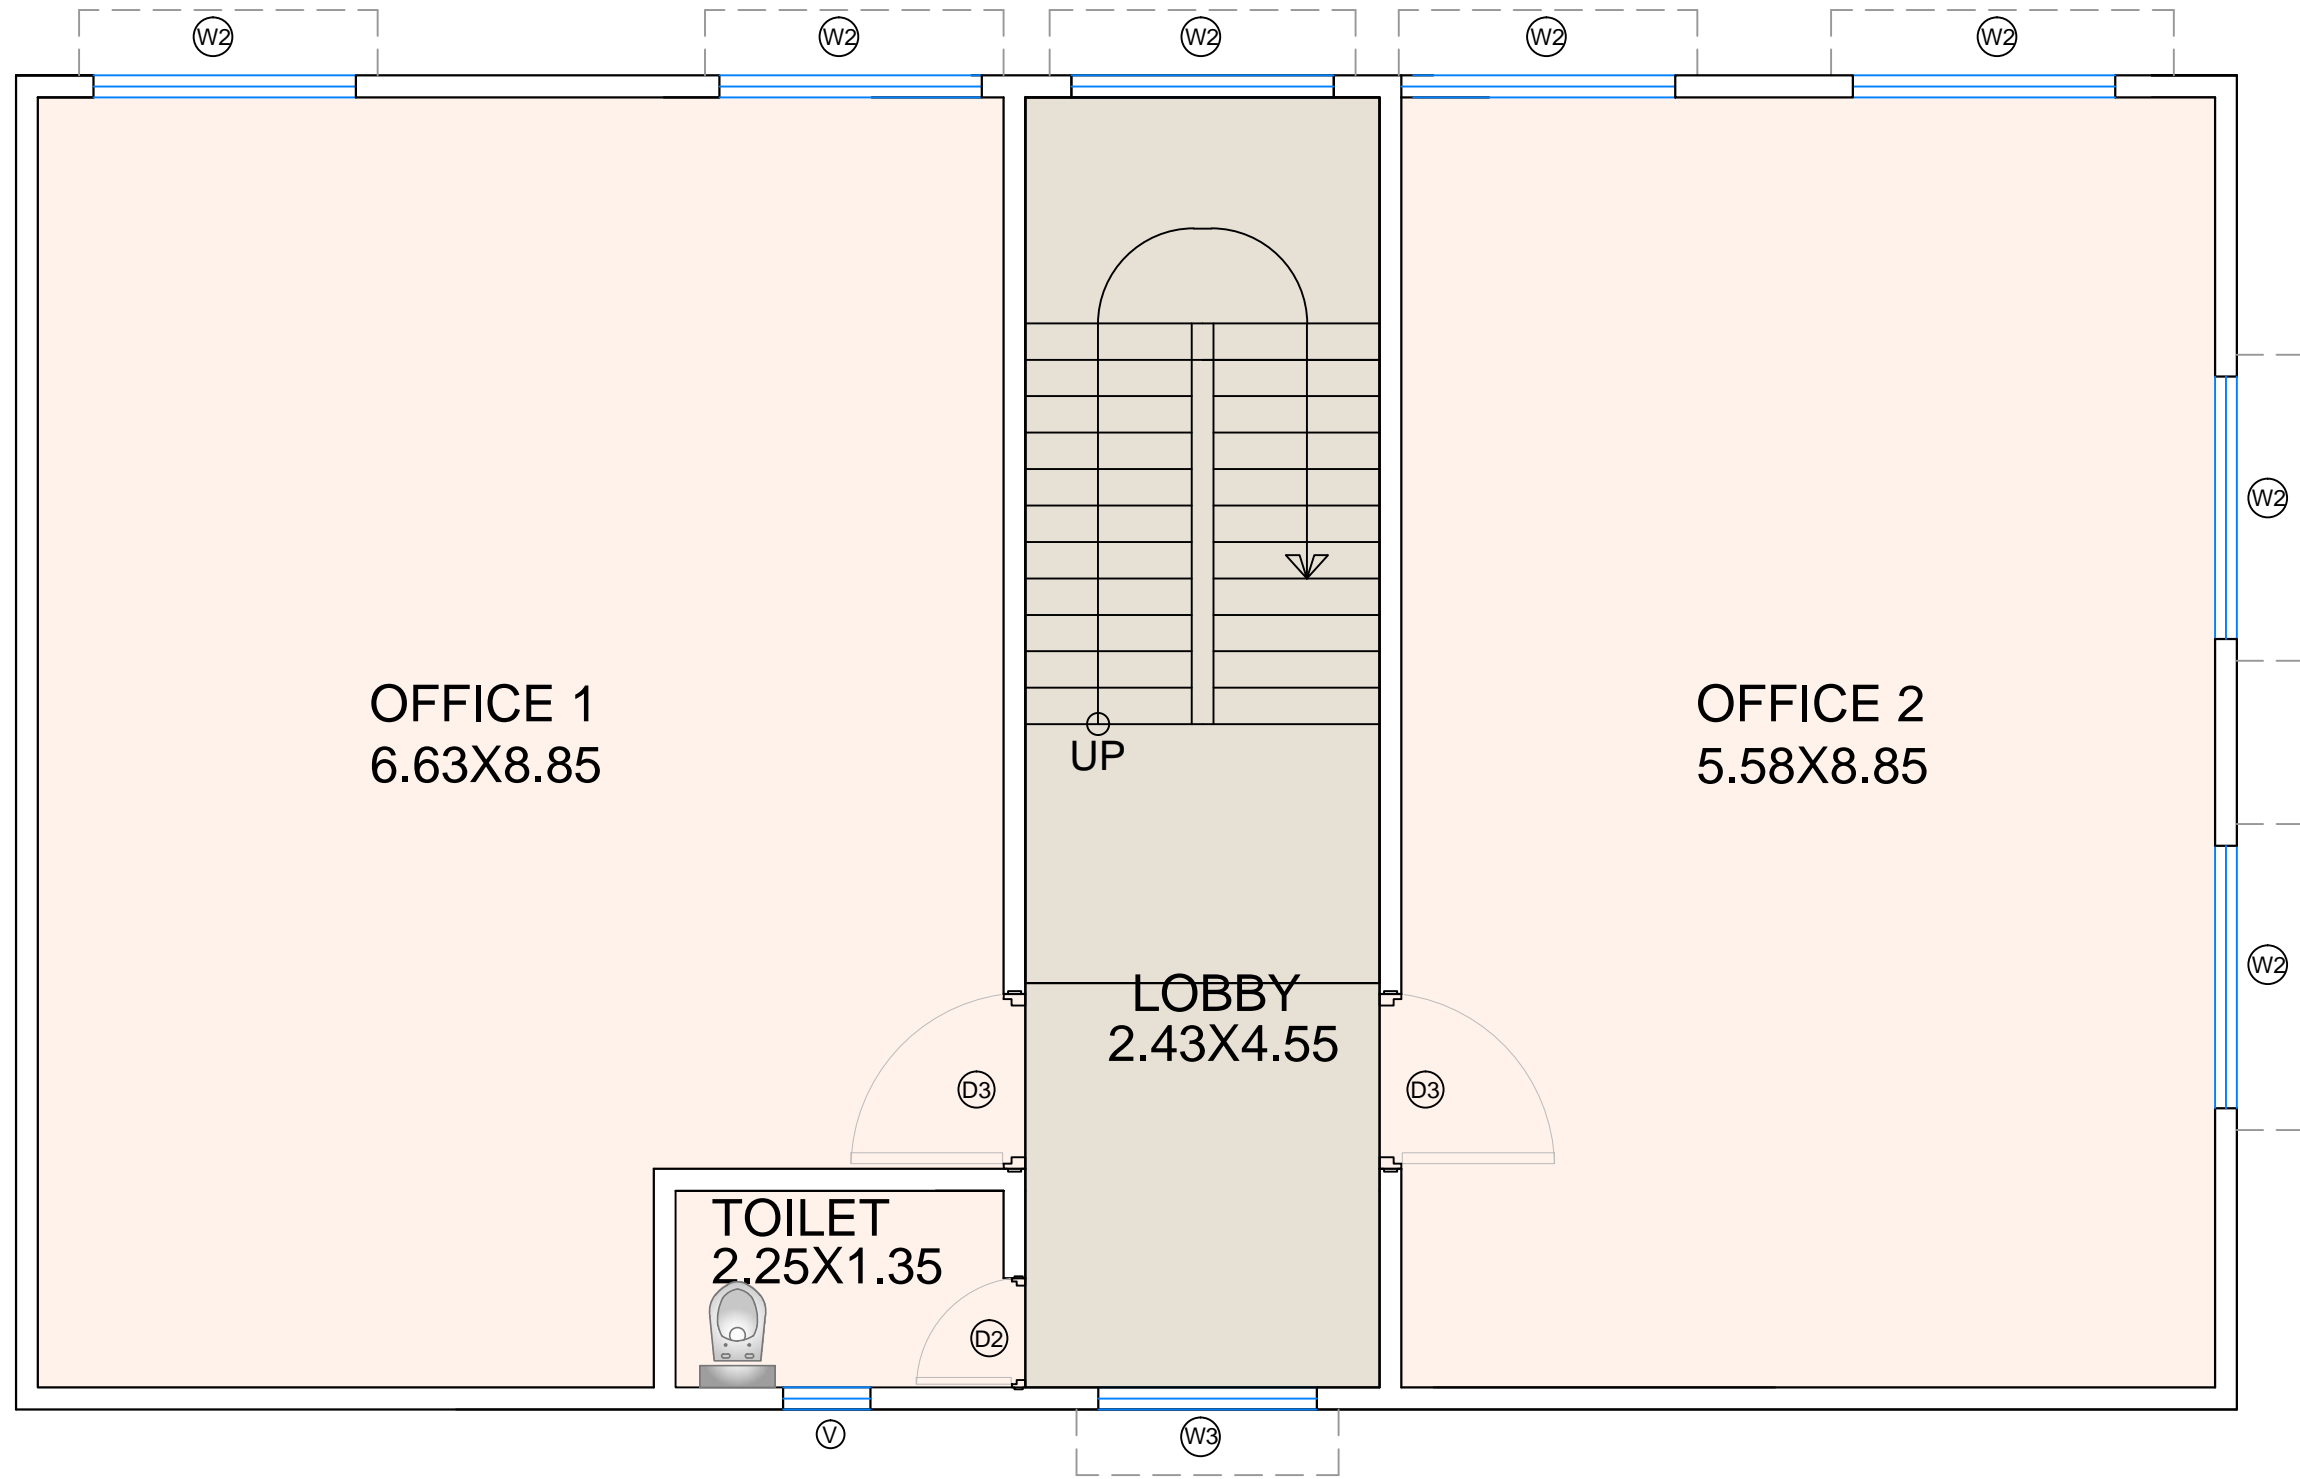 W2
W2
W2
W2
W2
W2
OFFICE 1
6.63X8.85
UP
OFFICE 2
5.58X8.85
W2
LOBBY
2.43X4.55
D3
D3
TOILET
2.25X1.35
D2
V
W3